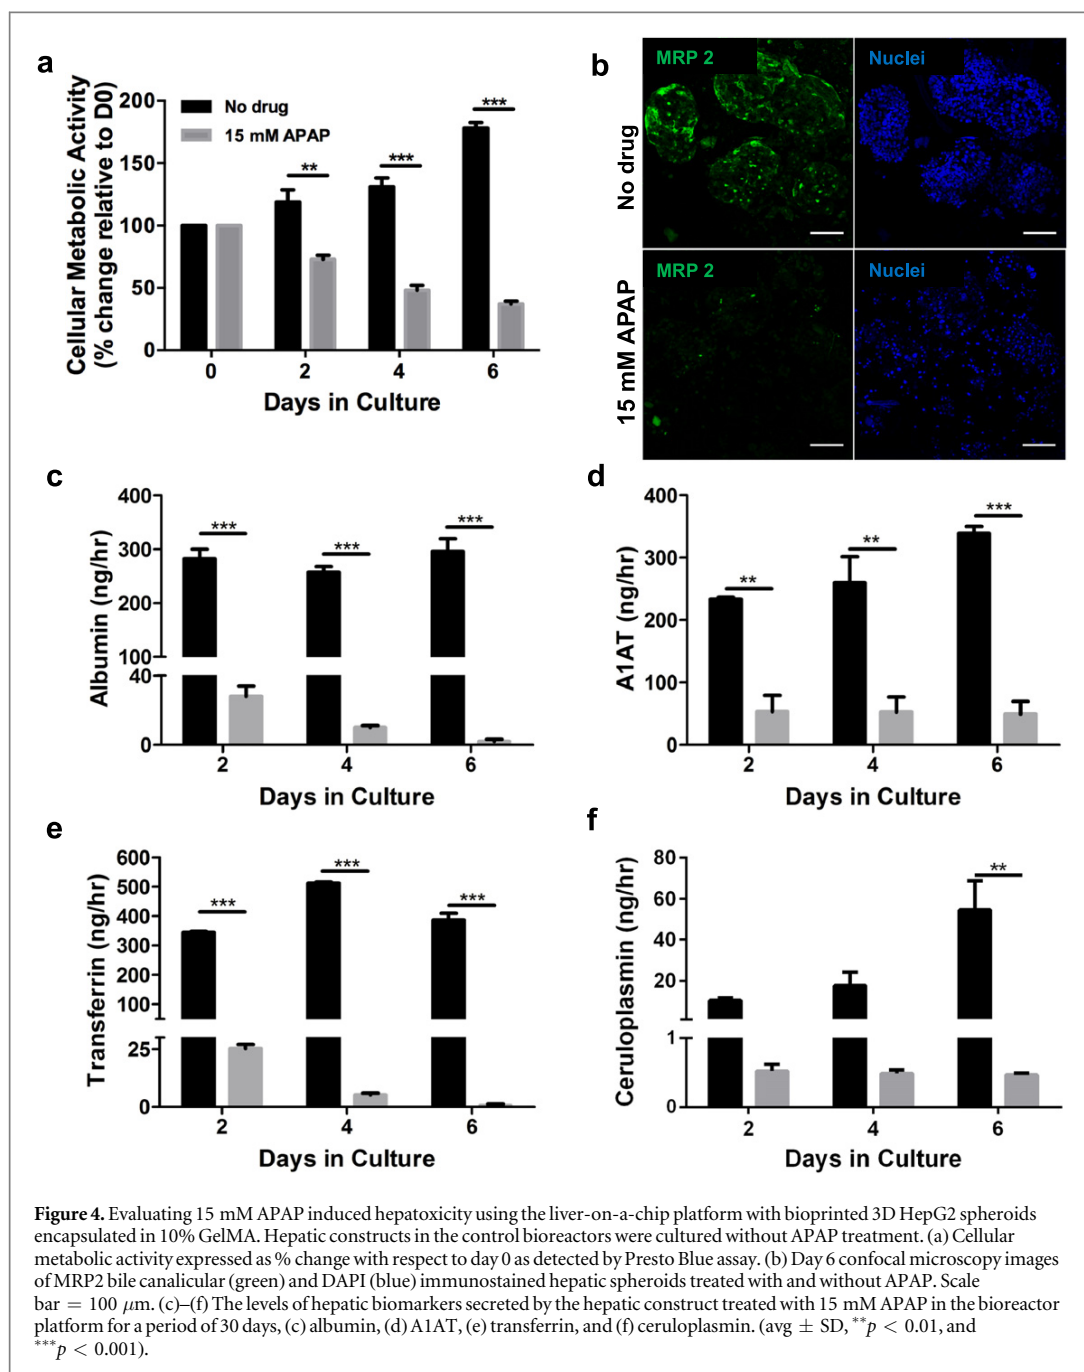 a
Cellular Metabolic Activity
(% change relative to D0)
200
150
100
50
0
No drug
15 mM APAP
**
***
***
0
2
4
6
Days in Culture
b
No drug
MRP 2
Nuclei
15 mM APAP
MRP 2
Nuclei
c
Albumin (ng/hr)
400
300
200
100
40
0
***
***
***
2
4
6
Days in Culture
d
A1AT (ng/hr)
400
300
200
100
0
**
**
***
2
4
6
Days in Culture
e
Transferrin (ng/hr)
600
500
400
300
200
100
25
0
***
***
***
2
4
6
Days in Culture
f
Ceruloplasmin (ng/hr)
80
60
40
20
1
0
**
2
4
6
Days in Culture
Figure 4. Evaluating 15 mM APAP induced hepatoxicity using the liver-on-a-chip platform with bioprinted 3D HepG2 spheroids
encapsulated in 10% GelMA. Hepatic constructs in the control bioreactors were cultured without APAP treatment. (a) Cellular
metabolic activity expressed as % change with respect to day 0 as detected by Presto Blue assay. (b) Day 6 confocal microscopy images
of MRP2 bile canalicular (green) and DAPI (blue) immunostained hepatic spheroids treated with and without APAP. Scale
bar = 100 μm. (c)–(f) The levels of hepatic biomarkers secreted by the hepatic construct treated with 15 mM APAP in the bioreactor
platform for a period of 30 days, (c) albumin, (d) A1AT, (e) transferrin, and (f) ceruloplasmin. (avg ± SD, **p < 0.01, and
***p < 0.001).